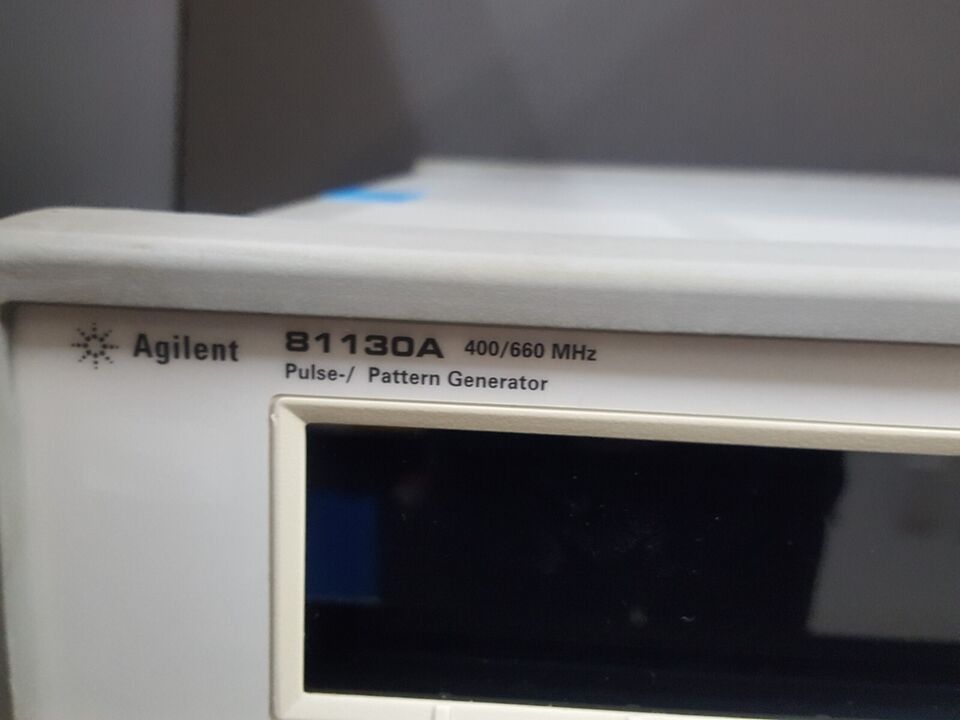 Agilent 81130A 400/660 MHz
Pulse-/ Pattern Generator